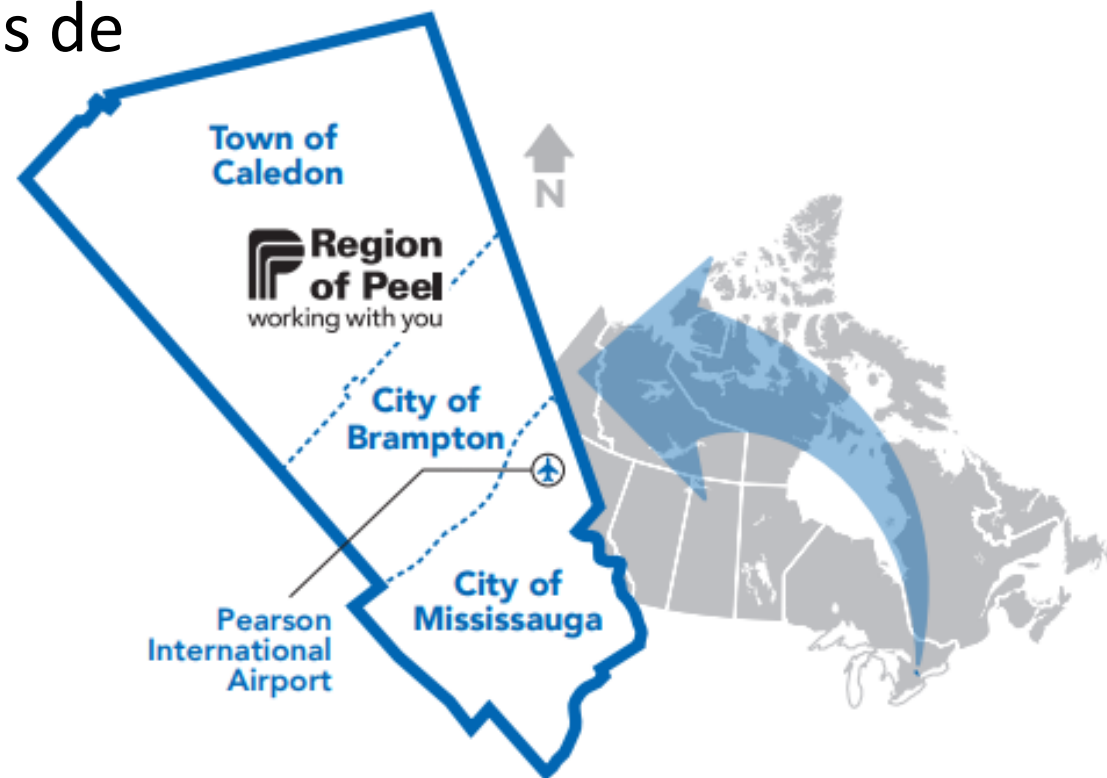 s de
Town of
Caledon
N
Region
of Peel
working with you
City of
Brampton
City of
Mississauga
Pearson
International
Airport